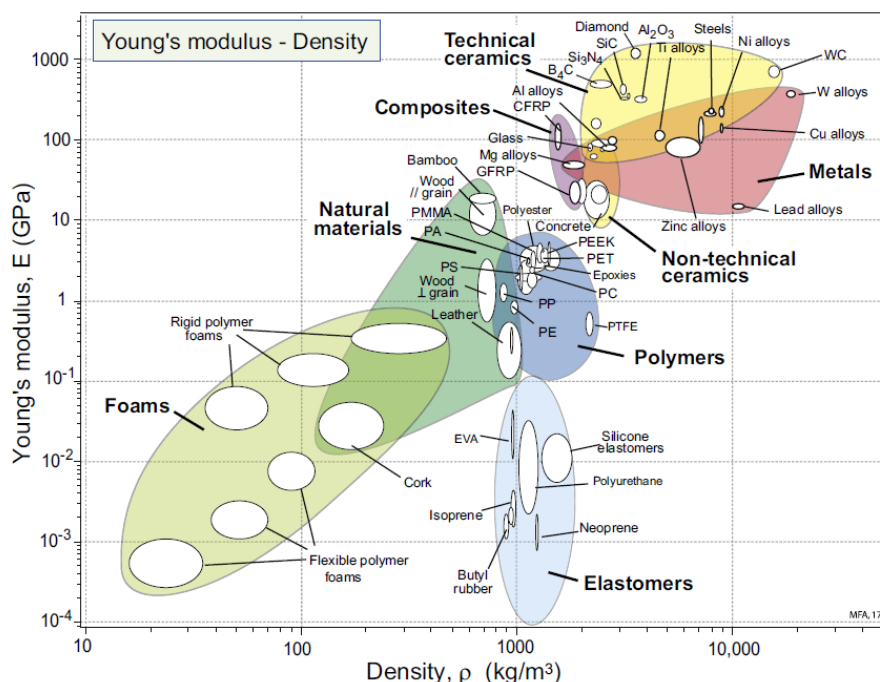 Young's modulus - Density
Technical ceramics
Diamond
SiC
Si3N4
B4C
Al2O3
Ti alloys
Steels
Ni alloys
WC
W alloys
Al alloys
CFRP
Composites
Glass
Mg alloys
GFRP
Cu alloys
Metals
Zinc alloys
Lead alloys
Bamboo
Wood
// grain
Natural
materials
PMMA
PA
PS
Wood
⊥ grain
Leather
Polyester
Concrete
PEEK
PET
Epoxies
PC
PP
PE
PTFE
Non-technical
ceramics
Polymers
Rigid polymer
foams
Foams
Cork
Flexible polymer
foams
EVA
Silicone
elastomers
Polyurethane
Isoprene
Neoprene
Butyl
rubber
Elastomers
MFA, 17
Young's modulus, E (GPa)
1000
100
10
1
10-1
10-2
10-3
10-4
10
100
1000
10,000
Density, ρ (kg/m3)